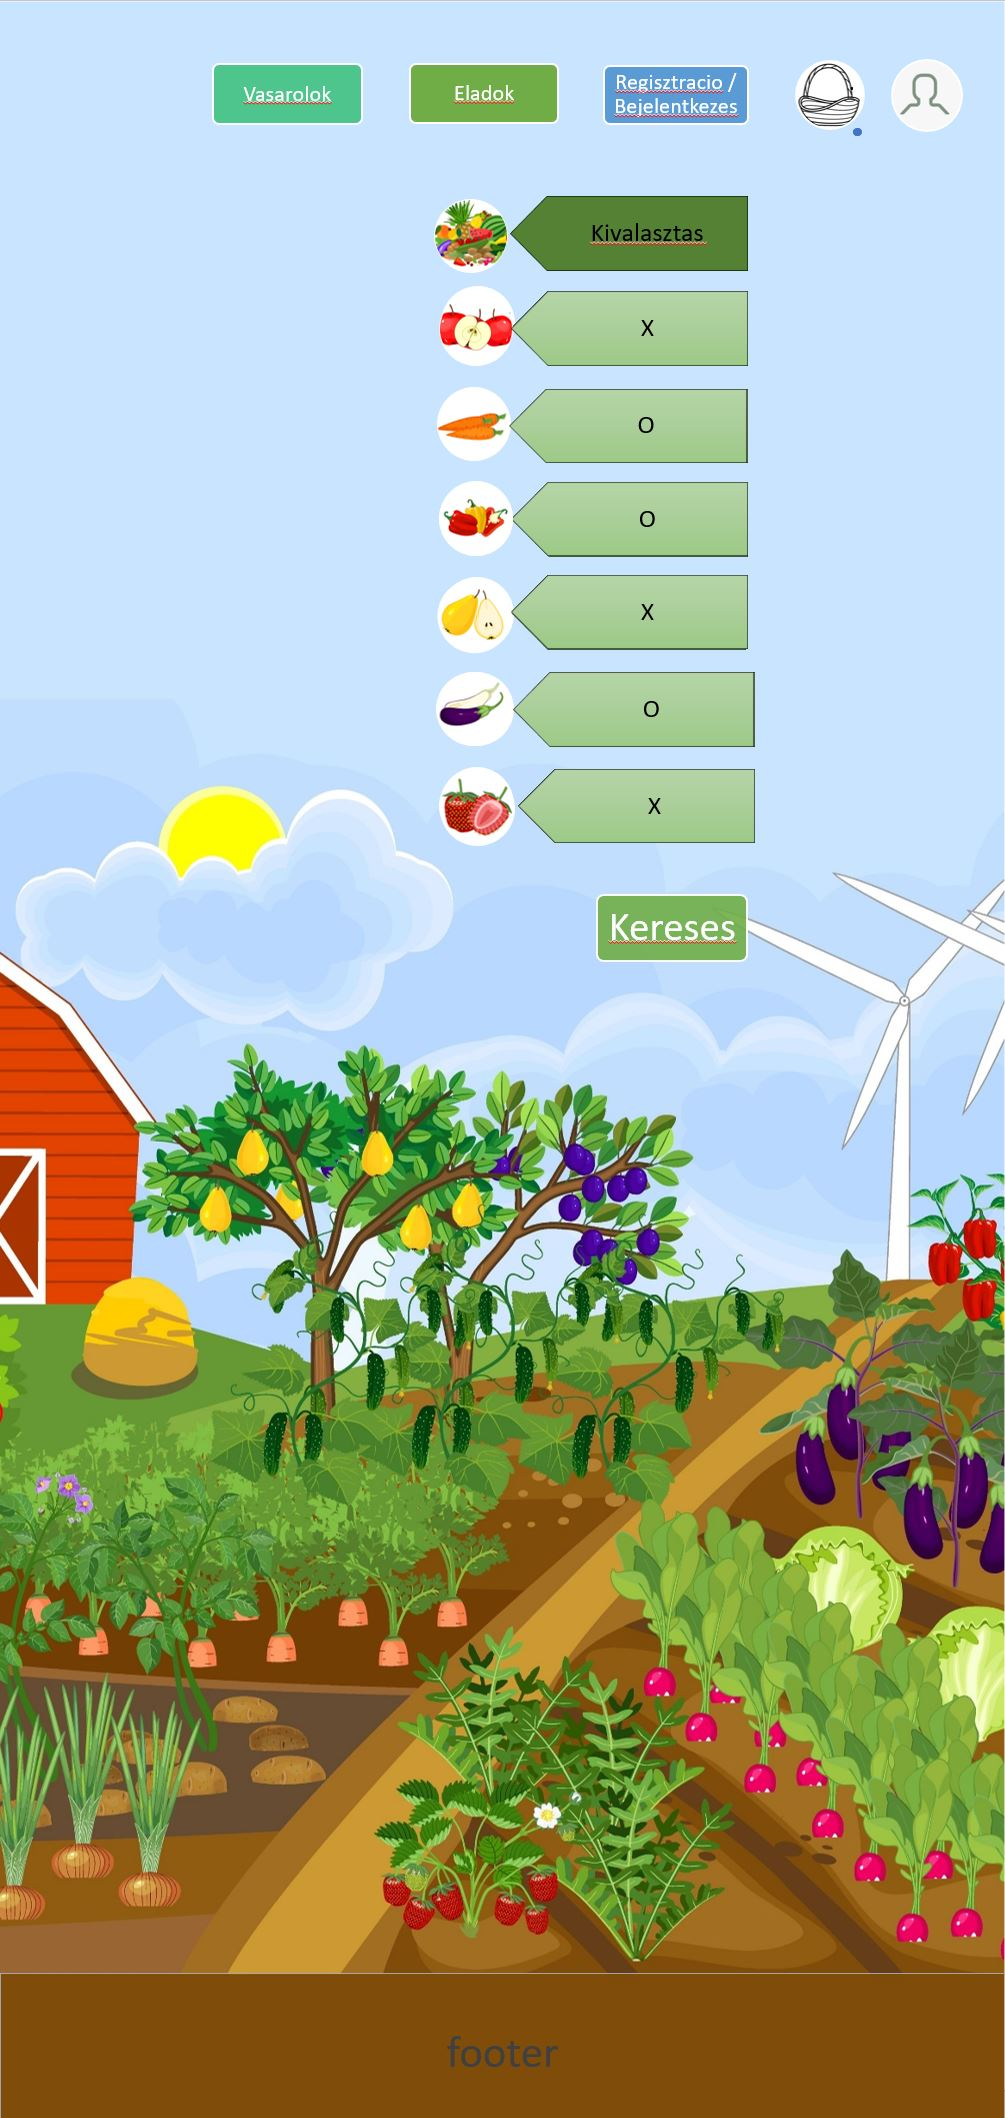 Vasarolok
Eladok
Regisztracio /
Bejelentkezes
Kivalasztas
X
O
O
X
O
X
Kereses
footer